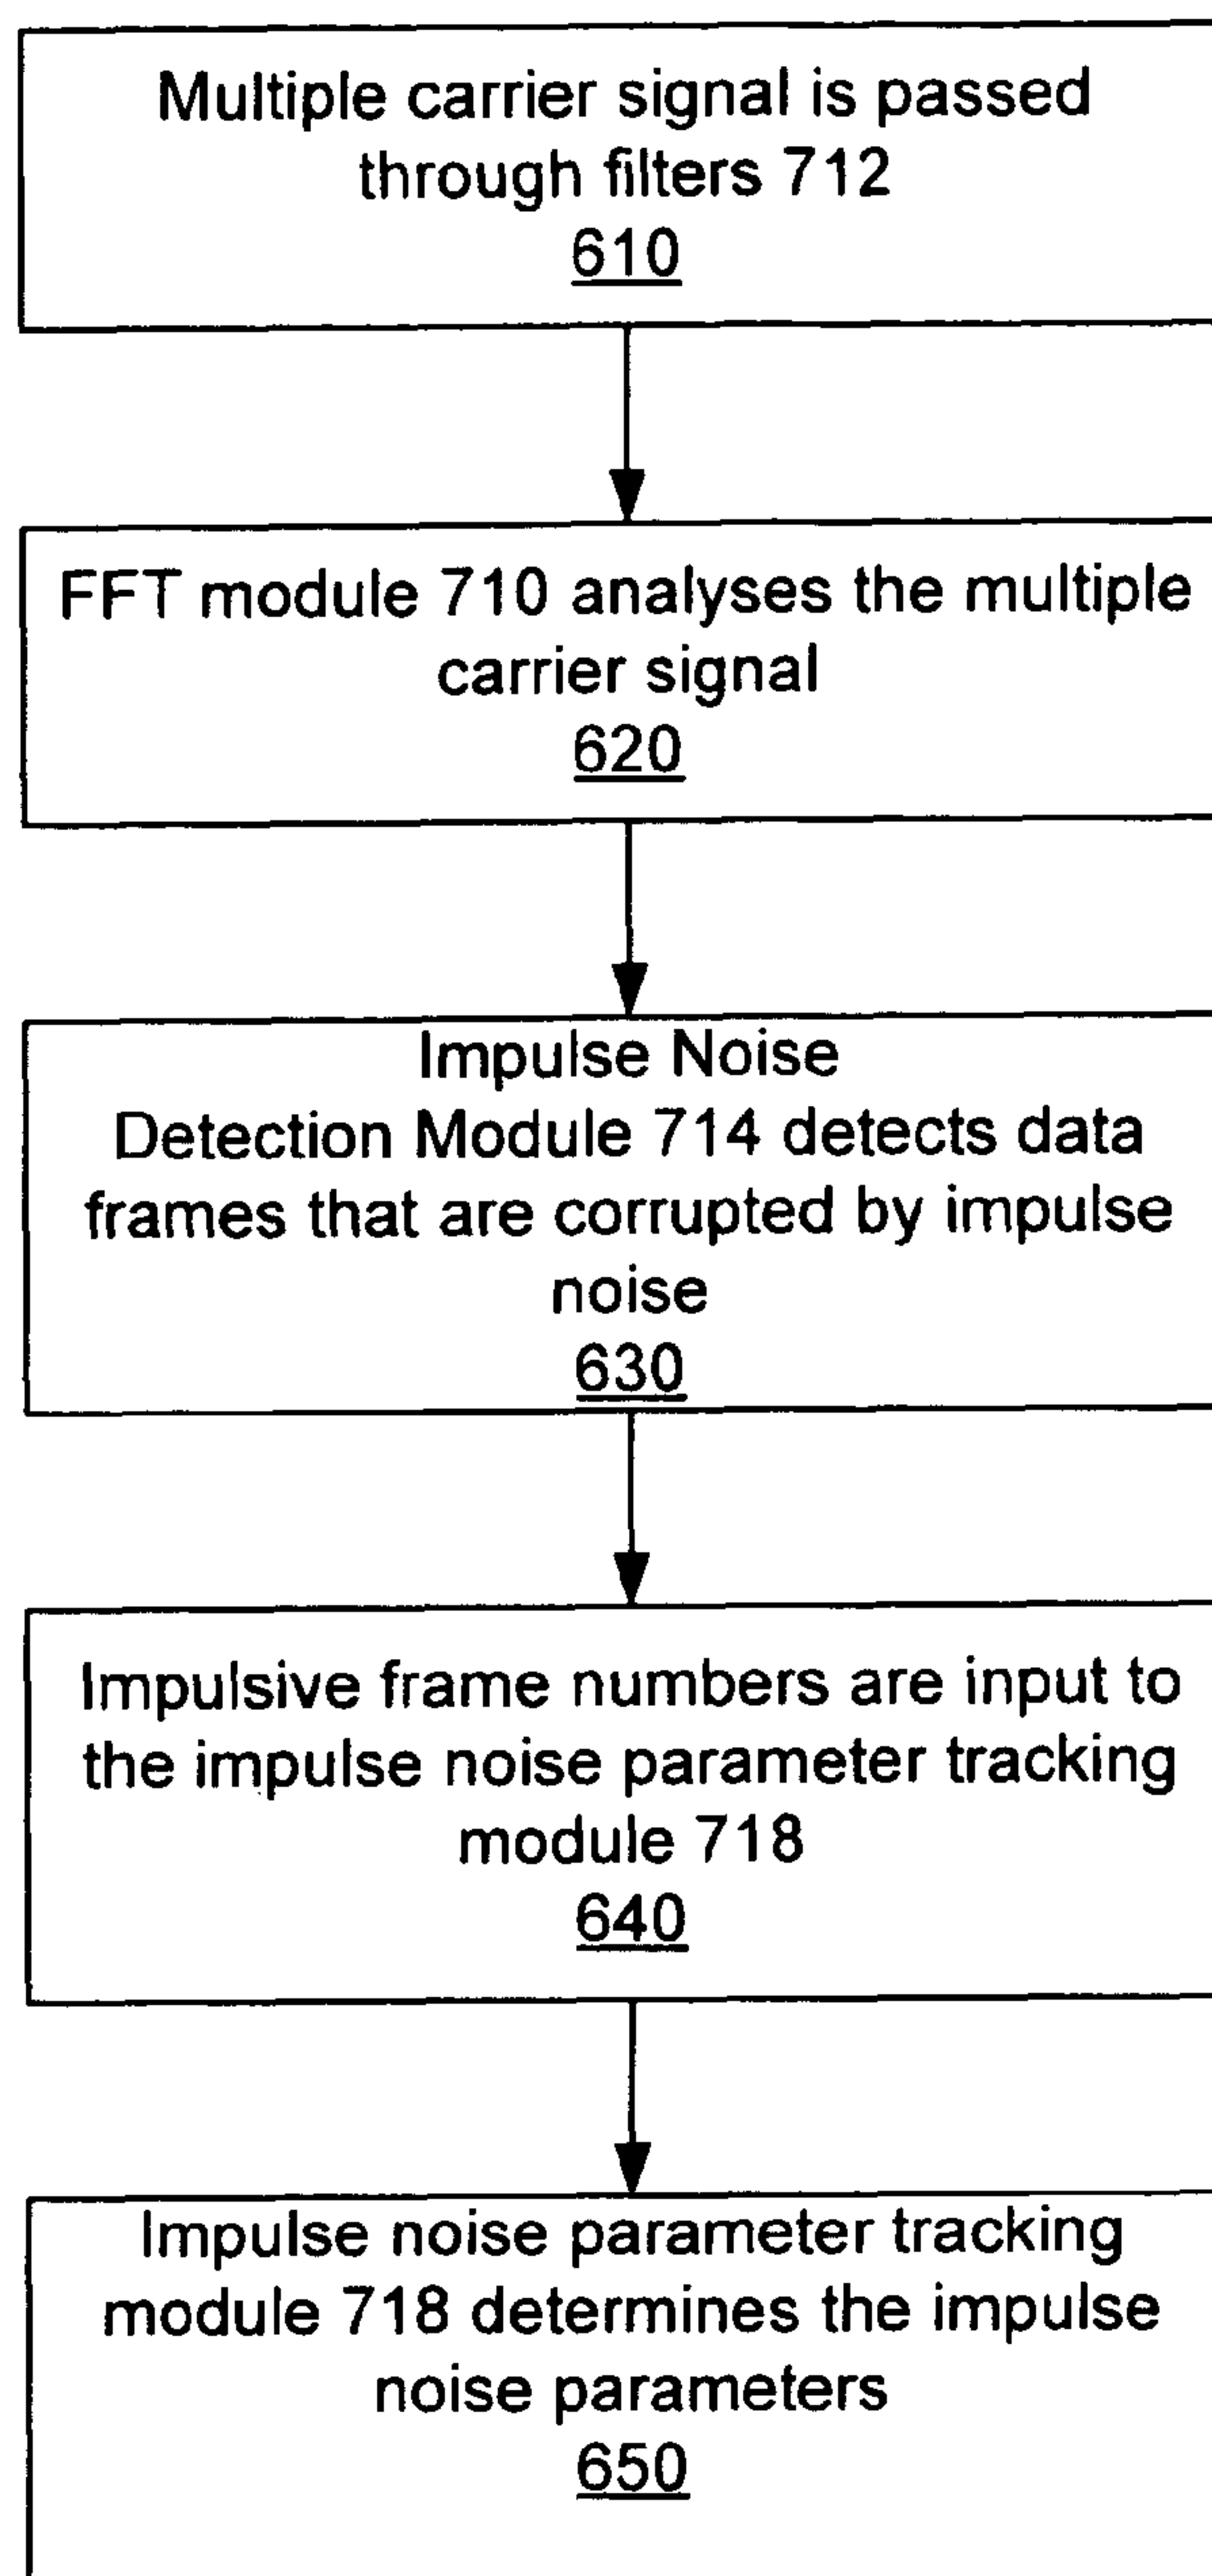 Multiple carrier signal is passed
through filters 712
610
FFT module 710 analyses the multiple
carrier signal
620
Impulse Noise
Detection Module 714 detects data
frames that are corrupted by impulse
noise
630
Impulsive frame numbers are input to
the impulse noise parameter tracking
module 718
640
Impulse noise parameter tracking
module 718 determines the impulse
noise parameters
650